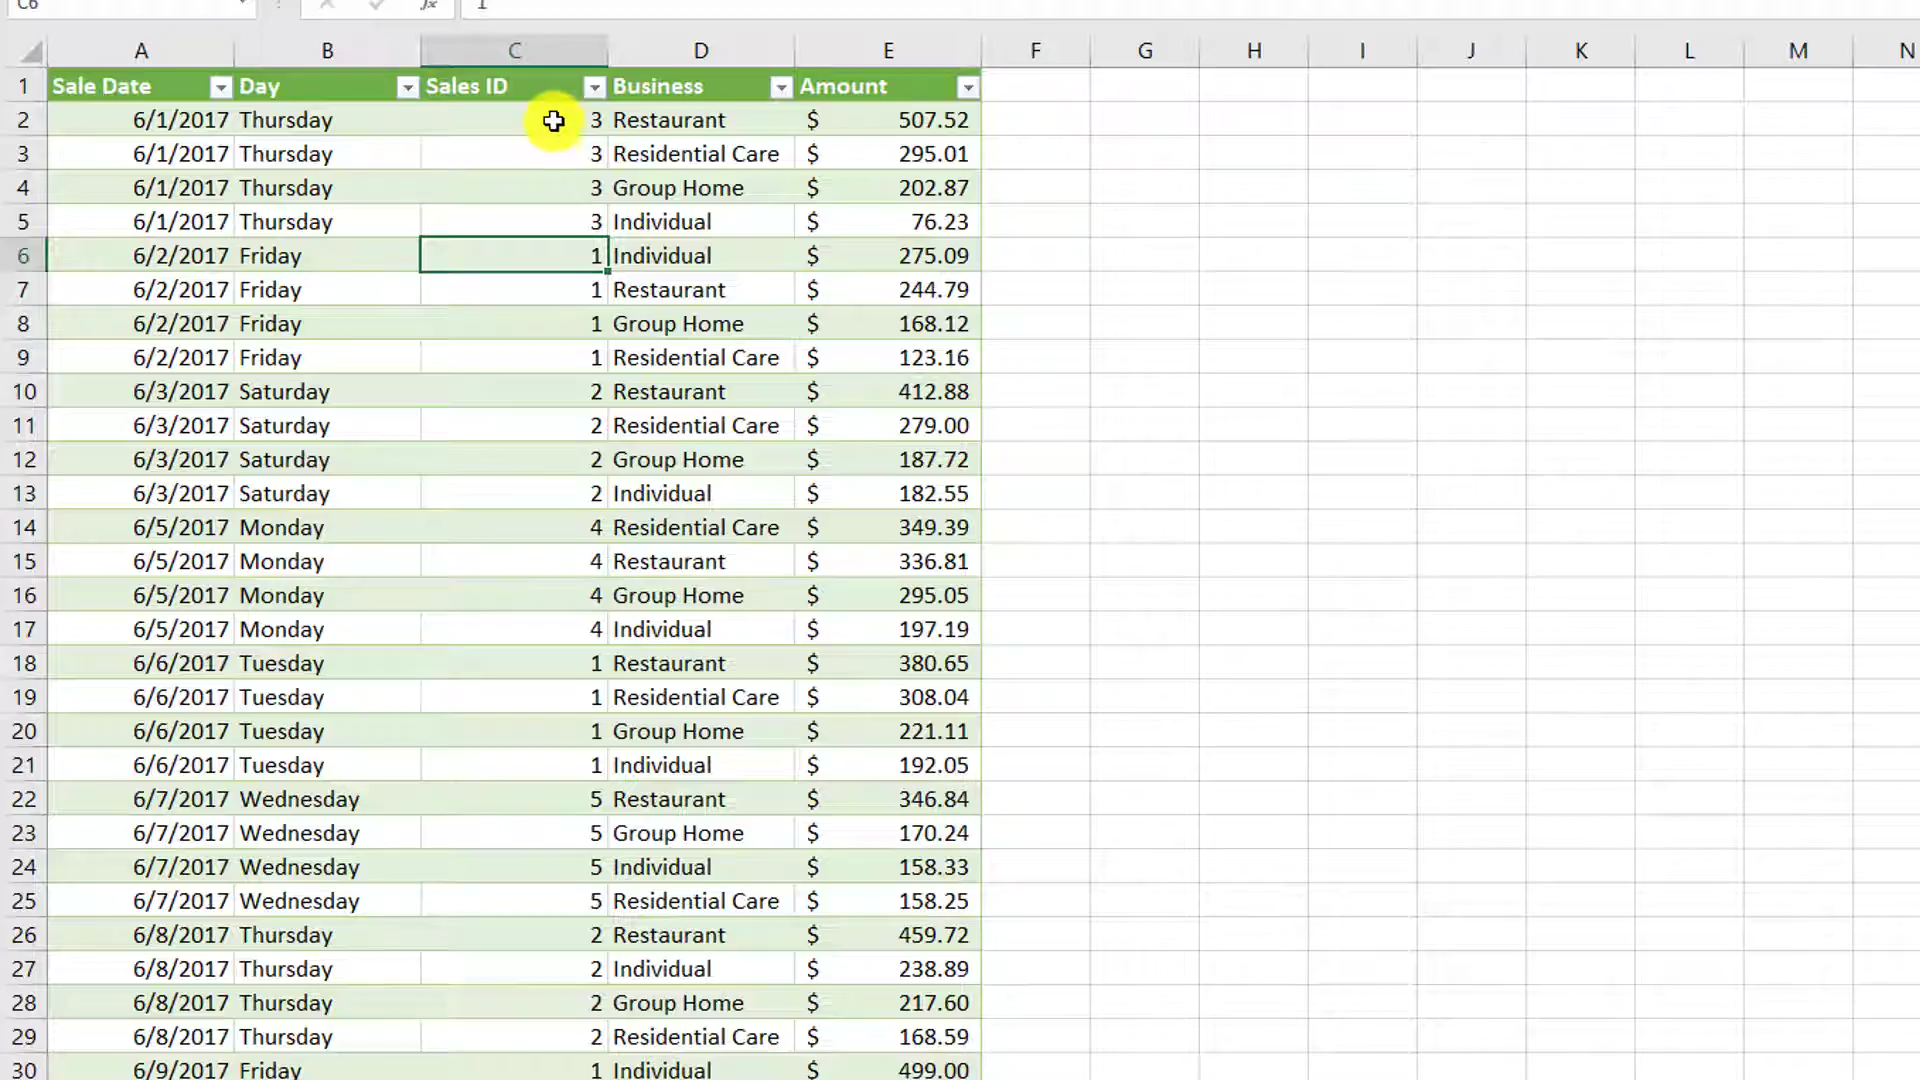 C6 fx 1
A B C D E F G H I J K L M N
1 Sale Date Day Sales ID Business Amount
2 6/1/2017 Thursday 3 Restaurant $ 507.52
3 6/1/2017 Thursday 3 Residential Care $ 295.01
4 6/1/2017 Thursday 3 Group Home $ 202.87
5 6/1/2017 Thursday 3 Individual $ 76.23
6 6/2/2017 Friday 1 Individual $ 275.09
7 6/2/2017 Friday 1 Restaurant $ 244.79
8 6/2/2017 Friday 1 Group Home $ 168.12
9 6/2/2017 Friday 1 Residential Care $ 123.16
10 6/3/2017 Saturday 2 Restaurant $ 412.88
11 6/3/2017 Saturday 2 Residential Care $ 279.00
12 6/3/2017 Saturday 2 Group Home $ 187.72
13 6/3/2017 Saturday 2 Individual $ 182.55
14 6/5/2017 Monday 4 Residential Care $ 349.39
15 6/5/2017 Monday 4 Restaurant $ 336.81
16 6/5/2017 Monday 4 Group Home $ 295.05
17 6/5/2017 Monday 4 Individual $ 197.19
18 6/6/2017 Tuesday 1 Restaurant $ 380.65
19 6/6/2017 Tuesday 1 Residential Care $ 308.04
20 6/6/2017 Tuesday 1 Group Home $ 221.11
21 6/6/2017 Tuesday 1 Individual $ 192.05
22 6/7/2017 Wednesday 5 Restaurant $ 346.84
23 6/7/2017 Wednesday 5 Group Home $ 170.24
24 6/7/2017 Wednesday 5 Individual $ 158.33
25 6/7/2017 Wednesday 5 Residential Care $ 158.25
26 6/8/2017 Thursday 2 Restaurant $ 459.72
27 6/8/2017 Thursday 2 Individual $ 238.89
28 6/8/2017 Thursday 2 Group Home $ 217.60
29 6/8/2017 Thursday 2 Residential Care $ 168.59
30 6/9/2017 Friday 1 Individual $ 499.00